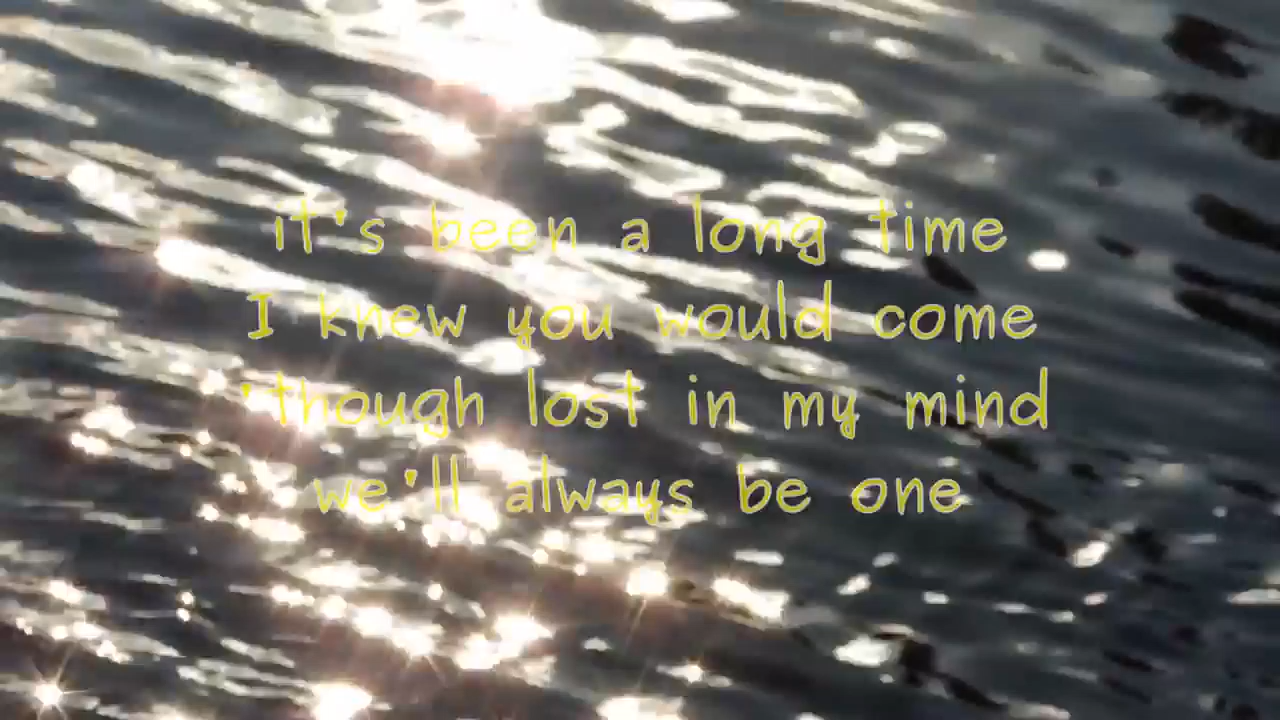 it's been a long time
I knew you would come
'though lost in my mind
we'll always be one